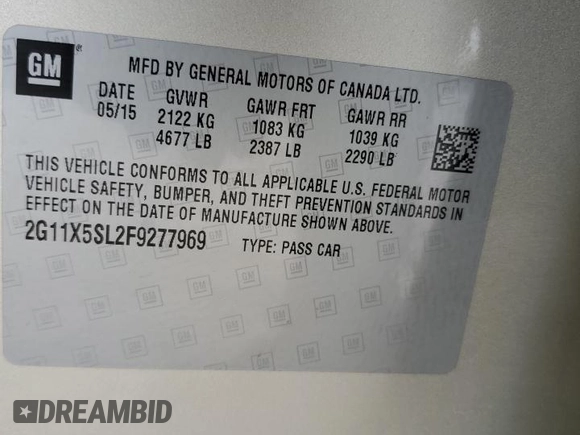 GM
MFD BY GENERAL MOTORS OF CANADA LTD.
DATE GVWR GAWR FRT GAWR RR
05/15 2122 KG 1083 KG 1039 KG
4677 LB 2387 LB 2290 LB
THIS VEHICLE CONFORMS TO ALL APPLICABLE U.S. FEDERAL MOTOR
VEHICLE SAFETY, BUMPER, AND THEFT PREVENTION STANDARDS IN
EFFECT ON THE DATE OF MANUFACTURE SHOWN ABOVE.
2G11X5SL2F9277969 TYPE: PASS CAR
DREAMBID